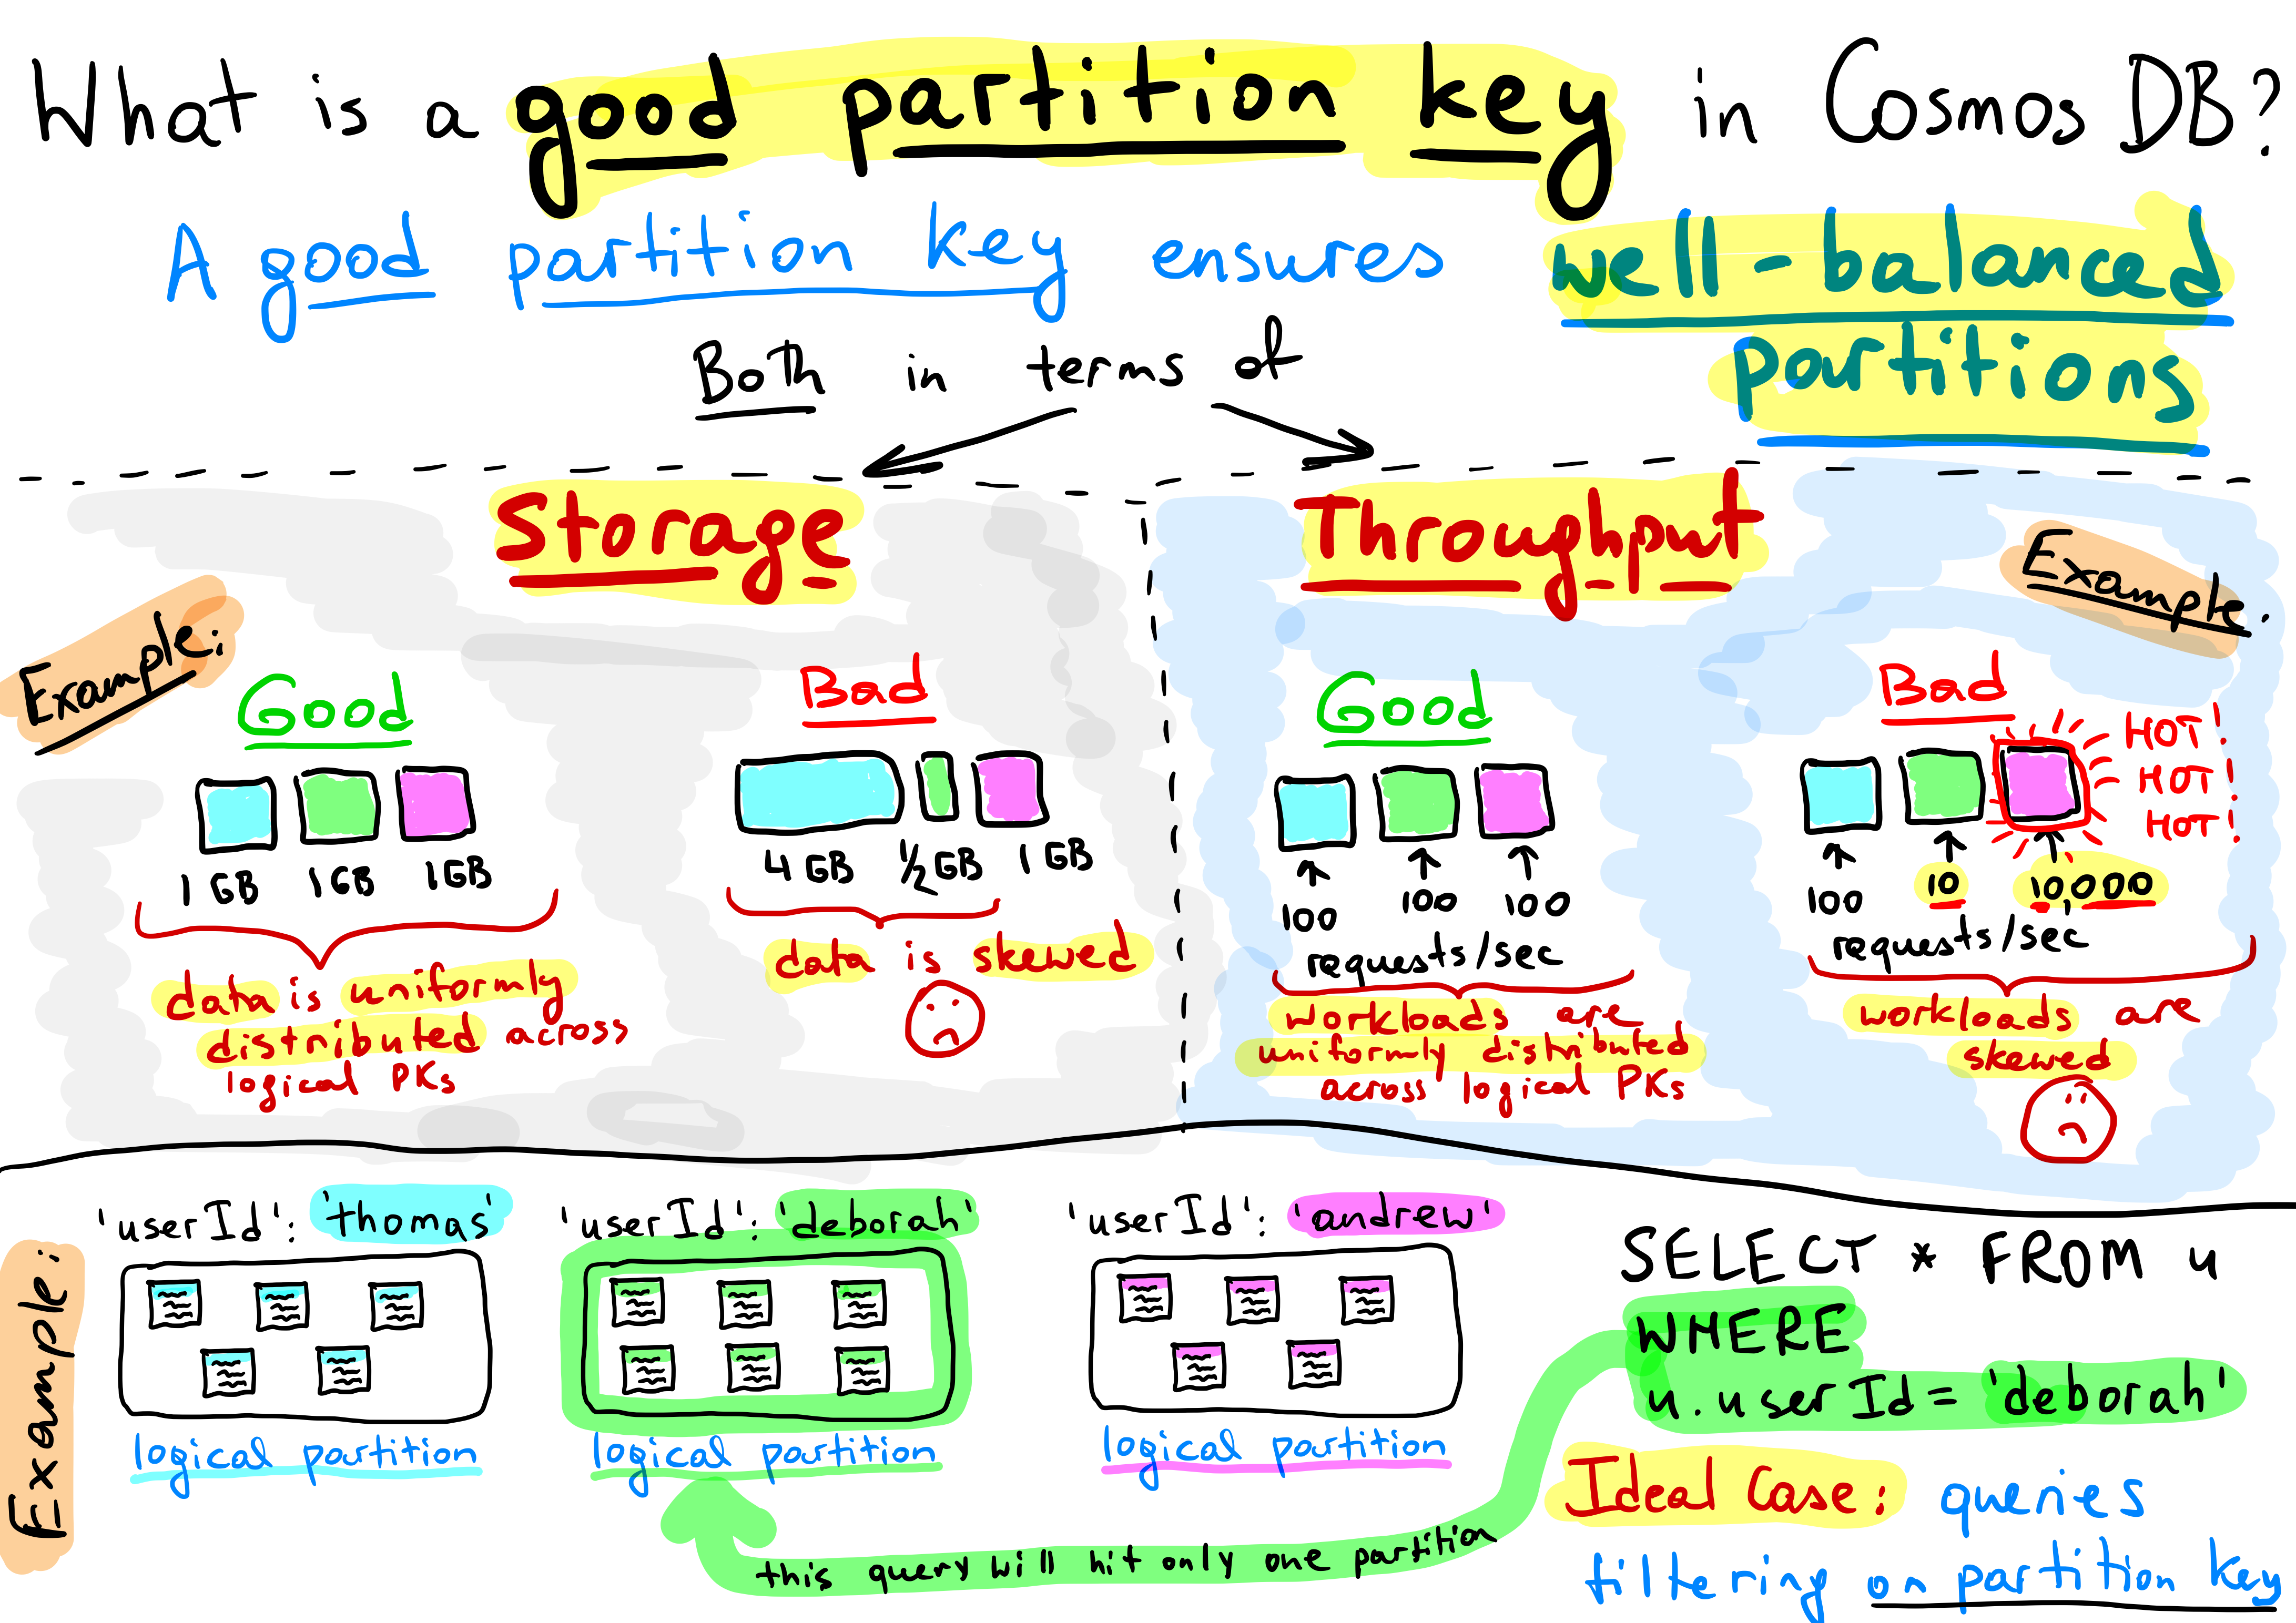 What is a good partition key in Cosmos DB?
A good partition key ensures well-balanced
partitions
Both in terms of
Storage
Example:
Good
1 GB 1GB 1GB
data is uniformly
distributed across
logical PKs
Bad
4 GB 1/2 GB 1 GB
data is skewed
Throughput
Example.
Good
100 100 100
requests/sec
workloads are
uniformly distributed
across logical PKs
Bad
HOT!
HOT!
HOT!
100 10 10,000
requests/sec
workloads are
skewed
Example:
'userId': 'thomas'
logical partition
'userId': 'deborah'
logical partition
'userId': 'andrew'
logical partition
this query will hit only one partition
SELECT * FROM u
WHERE
u.userId = 'deborah'
Ideal Case: queries
filtering on partition key